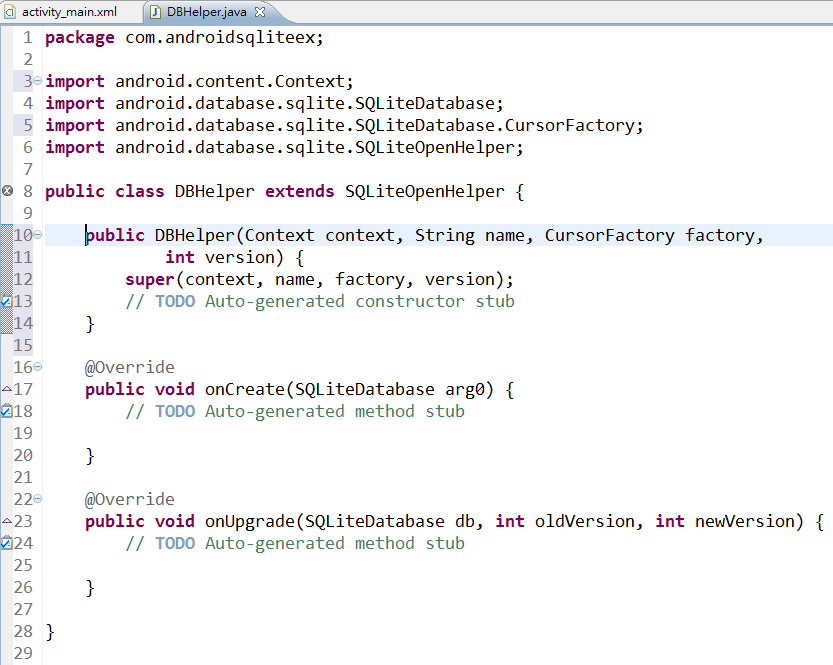 activity_main.xml DBHelper.java
1 package com.androidsqliteex;
2
3 import android.content.Context;
4 import android.database.sqlite.SQLiteDatabase;
5 import android.database.sqlite.SQLiteDatabase.CursorFactory;
6 import android.database.sqlite.SQLiteOpenHelper;
7
8 public class DBHelper extends SQLiteOpenHelper {
9
10 public DBHelper(Context context, String name, CursorFactory factory,
11 int version) {
12 super(context, name, factory, version);
13 // TODO Auto-generated constructor stub
14 }
15
16 @Override
17 public void onCreate(SQLiteDatabase arg0) {
18 // TODO Auto-generated method stub
19
20 }
21
22 @Override
23 public void onUpgrade(SQLiteDatabase db, int oldVersion, int newVersion) {
24 // TODO Auto-generated method stub
25
26 }
27
28 }
29